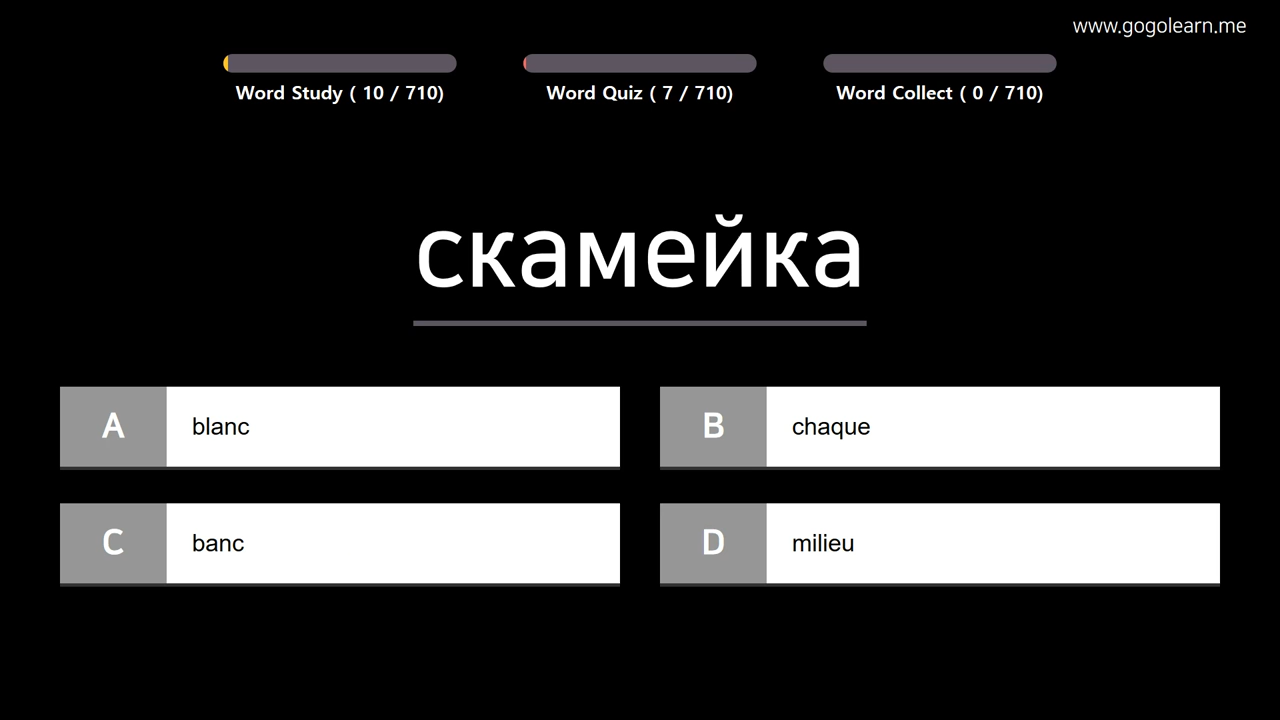 www.gogolearn.me
Word Study ( 10 / 710)
Word Quiz ( 7 / 710)
Word Collect ( 0 / 710)
скамейка
A blanc
B chaque
C banc
D milieu